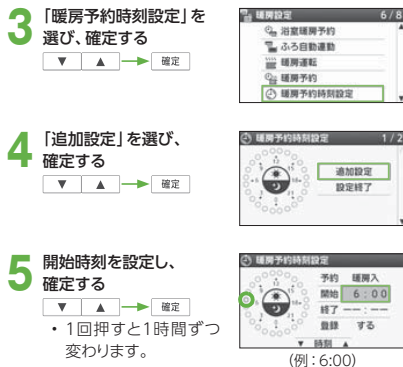 3 「暖房予約時刻設定」を
選び、確定する
▼ ▲ 確定
暖房設定 6/8
浴室暖房予約
ふろ自動連動
暖房運転
暖房予約
暖房予約時刻設定
4 「追加設定」を選び、
確定する
▼ ▲ 確定
暖房予約時刻設定 1/2
追加設定
設定終了
5 開始時刻を設定し、
確定する
▼ ▲ 確定
・1回押すと1時間ずつ
変わります。
暖房予約時刻設定
予約 暖房入
開始 6:00
終了 --:--
登録 する
▼ 時刻 ▲
(例:6:00)